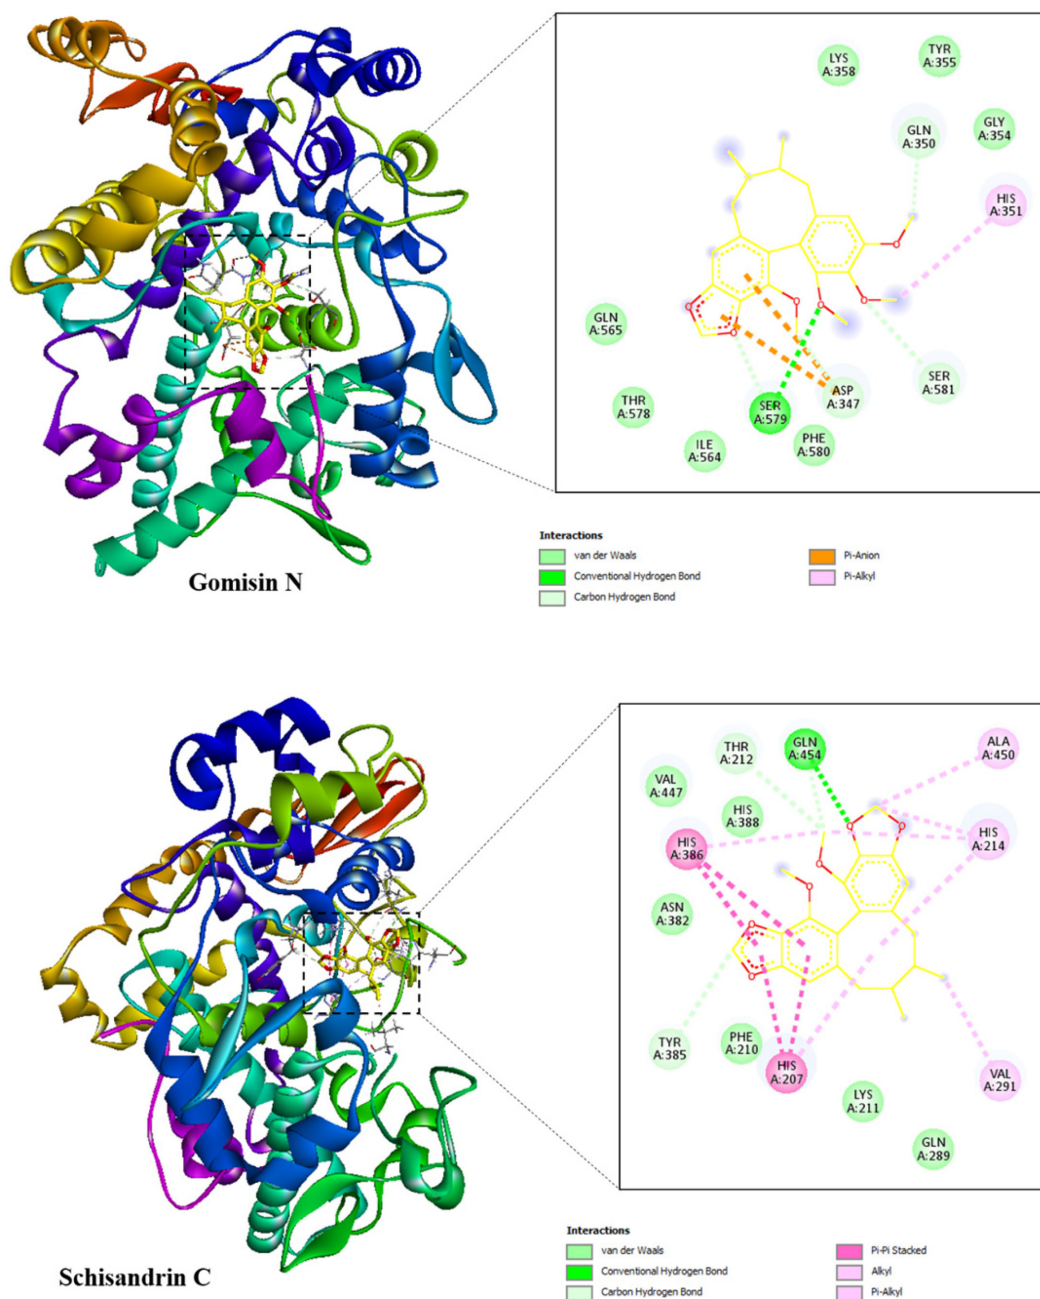 LYS
A:358
TYR
A:355
GLN
A:350
GLY
A:354
HIS
A:351
GLN
A:565
THR
A:578
ILE
A:564
SER
A:579
PHE
A:580
ASP
A:347
SER
A:581
O
O
O
O
O
O
Interactions
van der Waals
Conventional Hydrogen Bond
Carbon Hydrogen Bond
Pi-Anion
Pi-Alkyl
Gomisin N
THR
A:212
GLN
A:454
ALA
A:450
VAL
A:447
HIS
A:388
HIS
A:386
HIS
A:214
ASN
A:382
TYR
A:385
PHE
A:210
HIS
A:207
LYS
A:211
VAL
A:291
GLN
A:289
O
O
O
O
O
O
Interactions
van der Waals
Conventional Hydrogen Bond
Carbon Hydrogen Bond
Pi-Pi Stacked
Alkyl
Pi-Alkyl
Schisandrin C